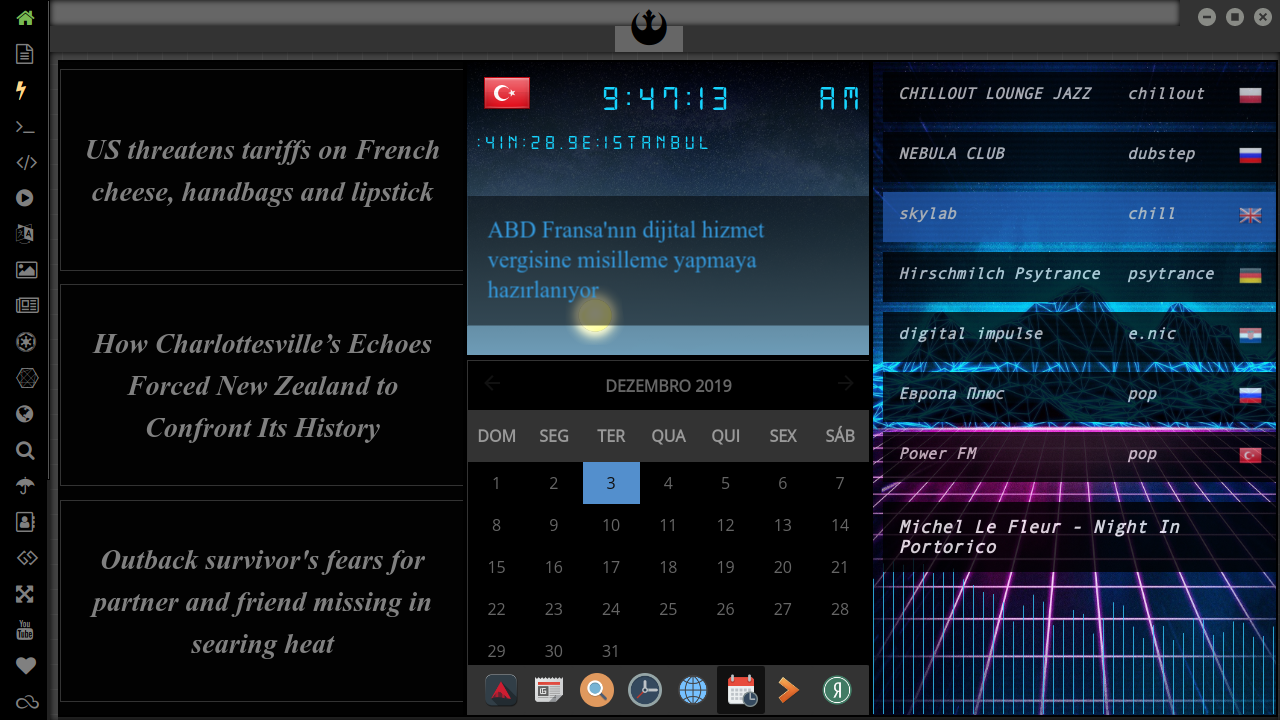 US threatens tariffs on French
cheese, handbags and lipstick
How Charlottesville’s Echoes
Forced New Zealand to
Confront Its History
Outback survivor's fears for
partner and friend missing in
searing heat
9:47:13 AM
:41N:28.9E:ISTANBUL
ABD Fransa'nın dijital hizmet
vergisine misilleme yapmaya
hazırlanıyor
DEZEMBRO 2019
DOM SEG TER QUA QUI SEX SÁB
1 2 3 4 5 6 7
8 9 10 11 12 13 14
15 16 17 18 19 20 21
22 23 24 25 26 27 28
29 30 31
CHILLOUT LOUNGE JAZZ chillout
NEBULA CLUB dubstep
skylab chill
Hirschmilch Psytrance psytrance
digital impulse e.nic
Европа Плюс pop
Power FM pop
Michel Le Fleur - Night In
Portorico
You
Tube
Я